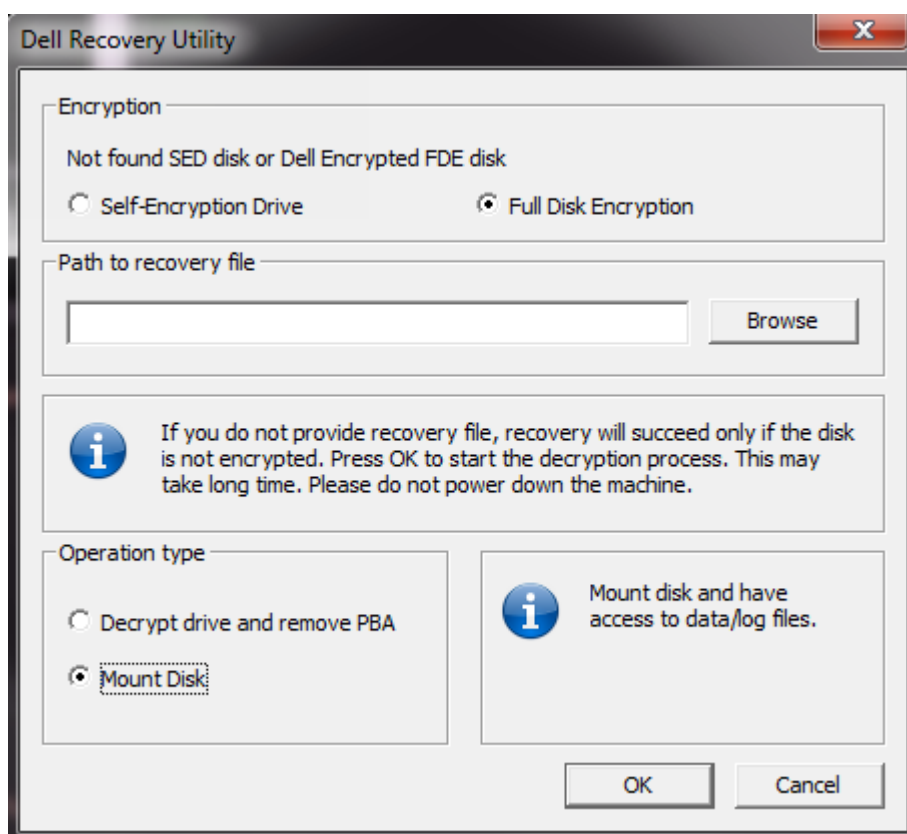 Dell Recovery Utility
Encryption
Not found SED disk or Dell Encrypted FDE disk
Self-Encryption Drive
Full Disk Encryption
Path to recovery file
Browse
If you do not provide recovery file, recovery will succeed only if the disk
is not encrypted. Press OK to start the decryption process. This may
take long time. Please do not power down the machine.
Operation type
Decrypt drive and remove PBA
Mount Disk
Mount disk and have
access to data/log files.
OK
Cancel